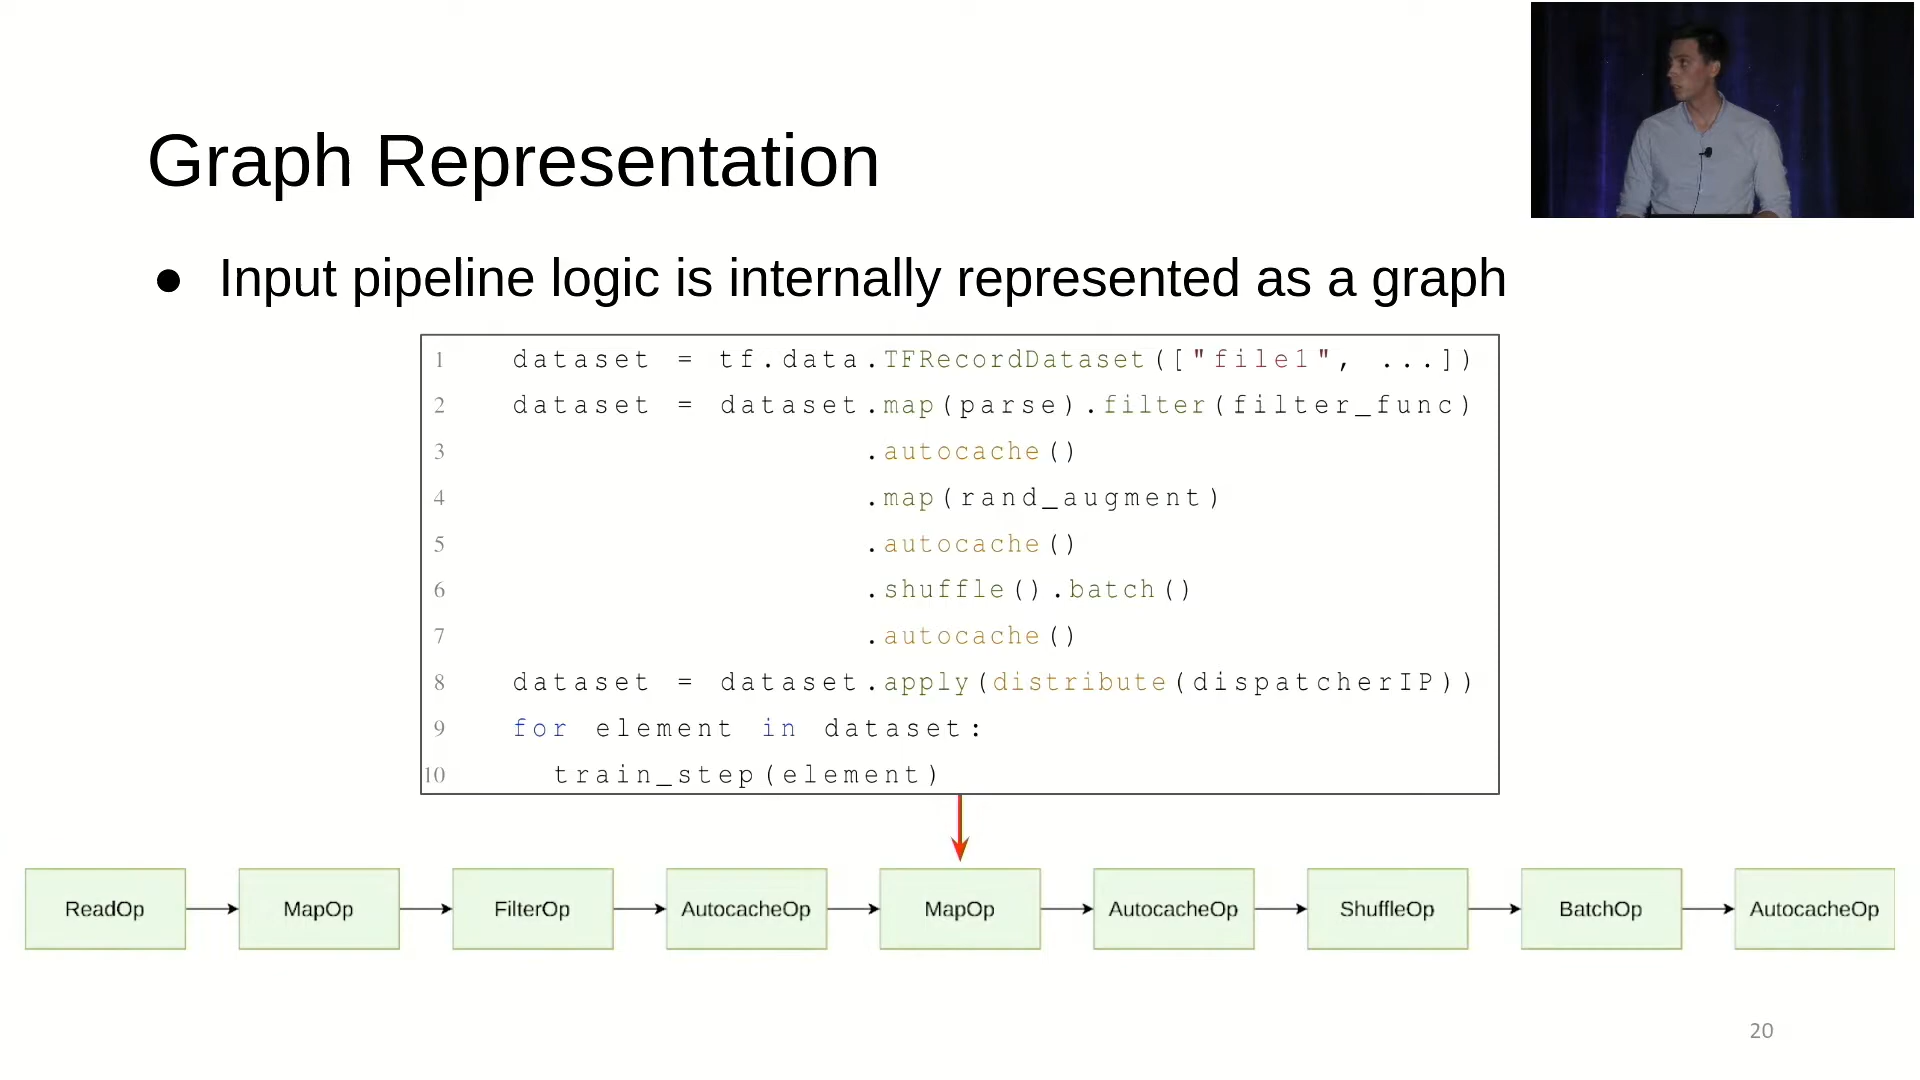 Graph Representation
● Input pipeline logic is internally represented as a graph
1 dataset = tf.data.TFRecordDataset(["file1", ...])
2 dataset = dataset.map(parse).filter(filter_func)
3 .autocache()
4 .map(rand_augment)
5 .autocache()
6 .shuffle().batch()
7 .autocache()
8 dataset = dataset.apply(distribute(dispatcherIP))
9 for element in dataset:
10 train_step(element)
ReadOp MapOp FilterOp AutocacheOp MapOp AutocacheOp ShuffleOp BatchOp AutocacheOp
20